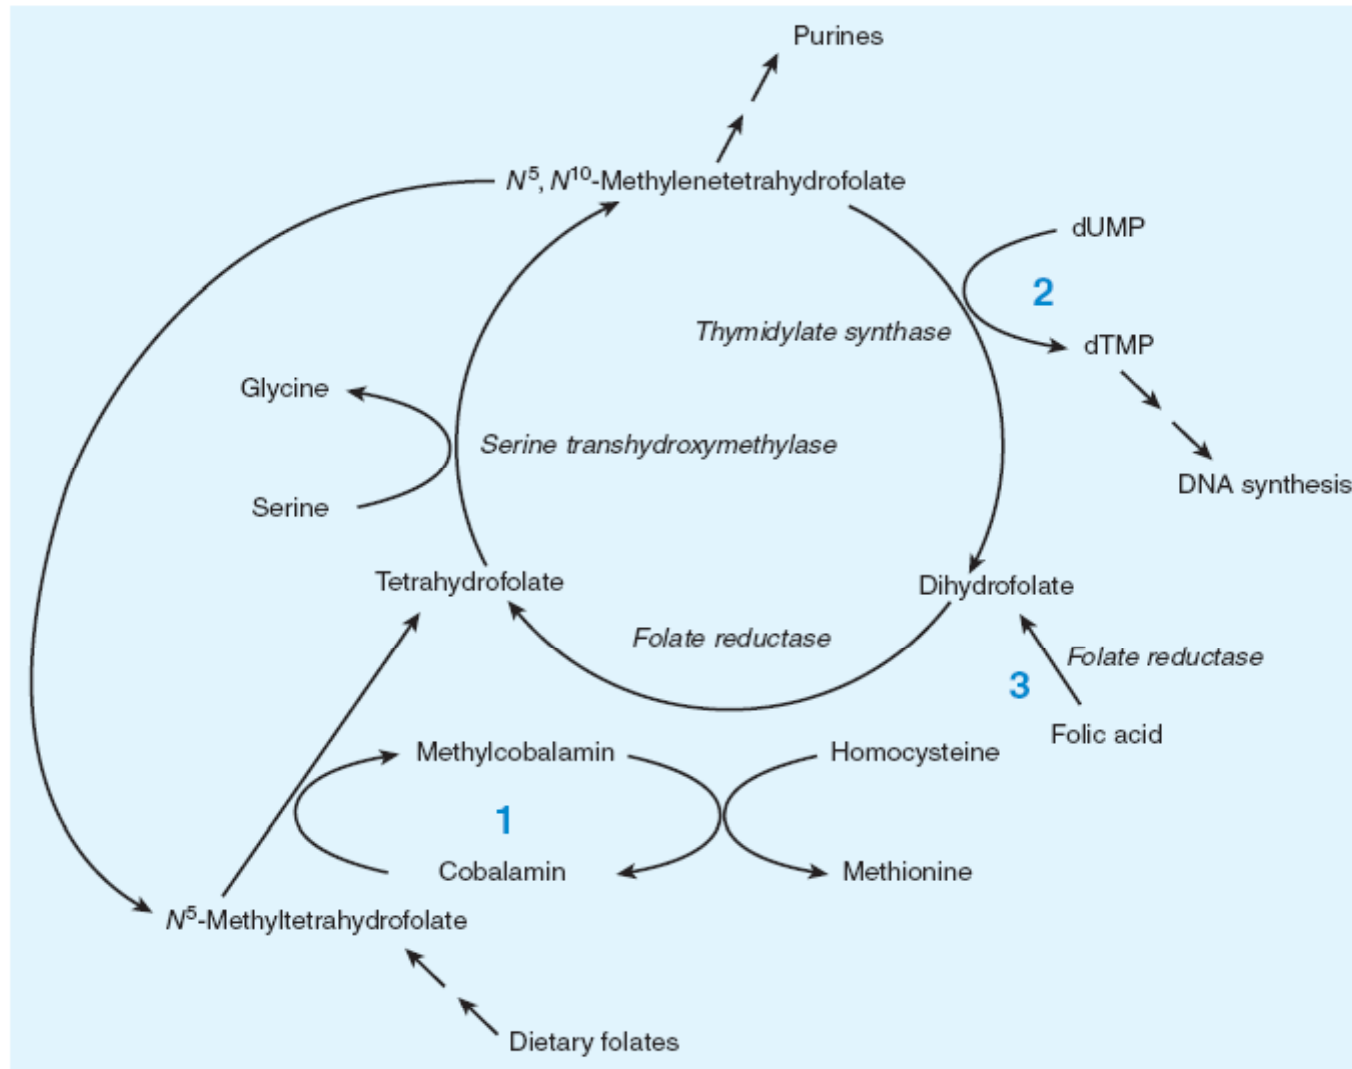 Purines
N⁵, N¹⁰-Methylenetetrahydrofolate
dUMP
2
Thymidylate synthase
dTMP
Glycine
Serine transhydroxymethylase
DNA synthesis
Serine
Tetrahydrofolate
Dihydrofolate
Folate reductase
Folate reductase
3
Folic acid
Methylcobalamin
Homocysteine
1
Cobalamin
Methionine
N⁵-Methyltetrahydrofolate
Dietary folates